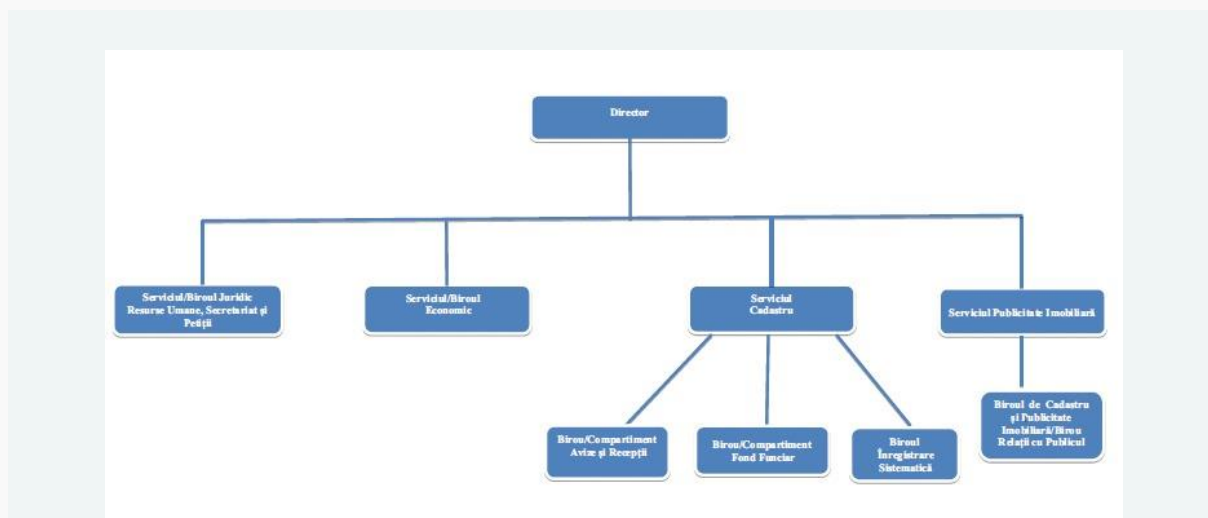 Director
Serviciul/Biroul Juridic
Resurse Umane, Secretariat și
Petiții
Serviciul/Biroul
Economic
Serviciul
Cadastru
Serviciul Publicitate Imobiliară
Birou/Compartiment
Avize și Recepții
Birou/Compartiment
Fond Funciar
Biroul
Înregistrare
Sistematică
Biroul de Cadastru
și Publicitate
Imobiliară/Birou
Relații cu Publicul